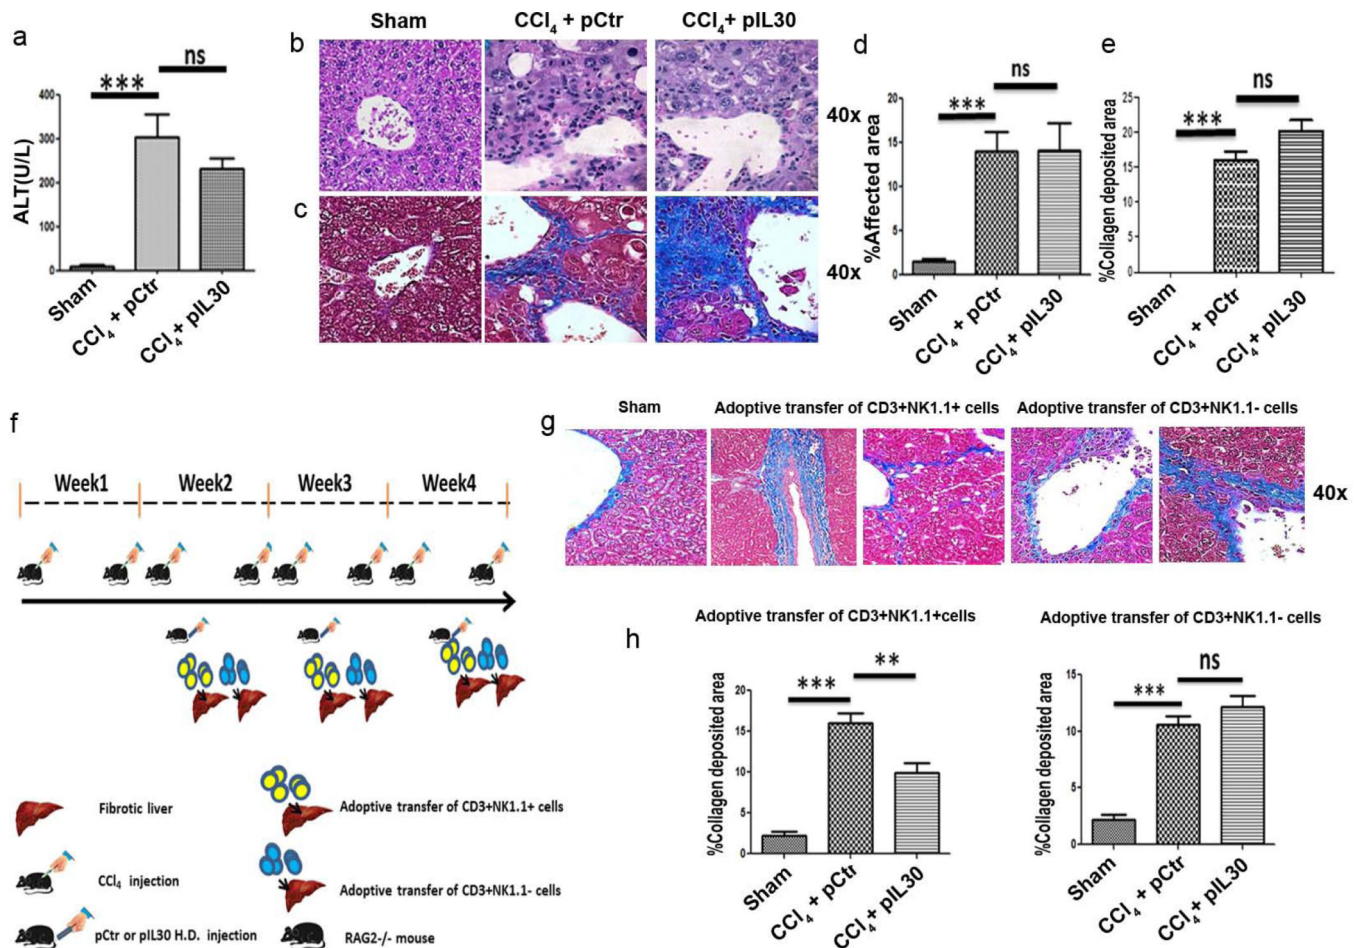 a
ns
***
ALT(U/L)
400
300
200
100
0
Sham
CCl₄ + pCtr
CCl₄ + pIL30
Sham
CCl₄ + pCtr
CCl₄+ pIL30
b
40x
c
40x
d
ns
***
%Affected area
20
15
10
5
0
Sham
CCl₄ + pCtr
CCl₄+ pIL30
e
ns
***
%Collagen deposited area
25
20
15
10
5
0
Sham
CCl₄ + pCtr
CCl₄+ pIL30
f
Week1
Week2
Week3
Week4
Fibrotic liver
Adoptive transfer of CD3+NK1.1+ cells
CCl₄ injection
Adoptive transfer of CD3+NK1.1- cells
pCtr or pIL30 H.D. injection
RAG2-/- mouse
g
Sham
Adoptive transfer of CD3+NK1.1+ cells
Adoptive transfer of CD3+NK1.1- cells
40x
h
Adoptive transfer of CD3+NK1.1+cells
**
***
%Collagen deposited area
20
15
10
5
0
Sham
CCl₄ + pCtr
CCl₄ + pIL30
Adoptive transfer of CD3+NK1.1- cells
ns
***
%Collagen deposited area
15
10
5
0
Sham
CCl₄ + pCtr
CCl₄ + pIL30